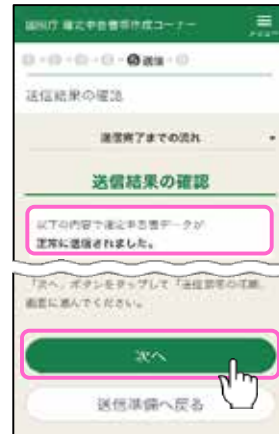 国税庁 確定申告書等作成コーナー
メニュー
送信
送信結果の確認
送信完了までの流れ
送信結果の確認
以下の内容で確定申告書データが
正常に送信されました。
「次へ」ボタンをタップして「送信票等の印刷」
画面に進んでください。
次へ
送信準備へ戻る